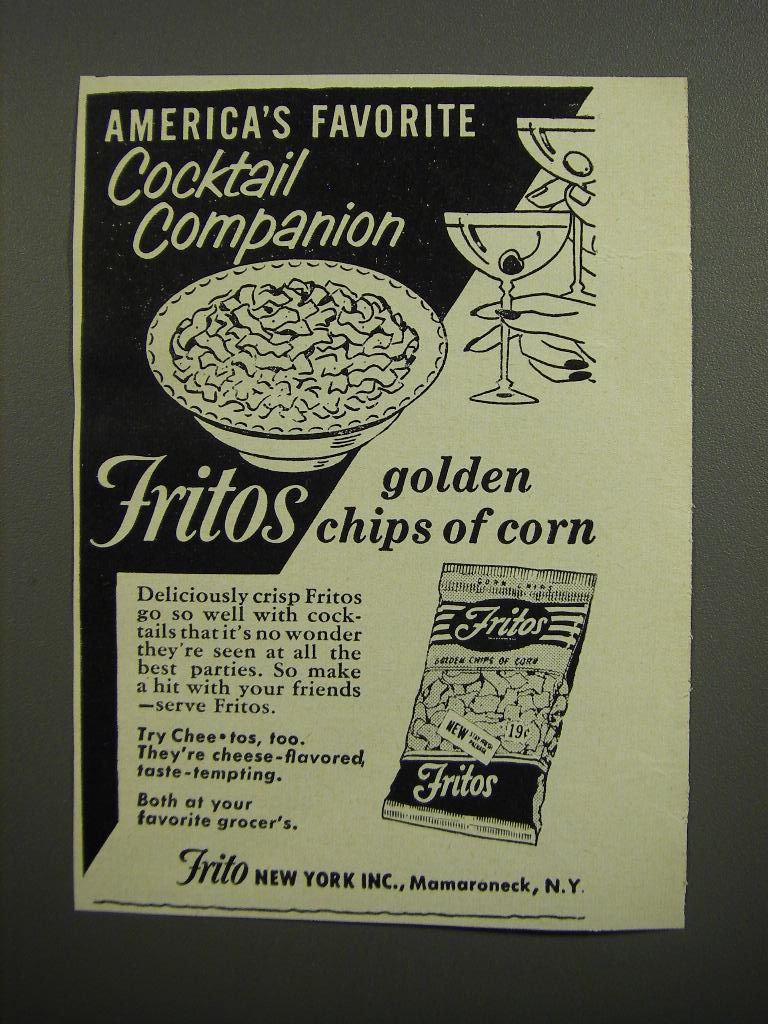 AMERICA'S FAVORITE
Cocktail
Companion
Fritos
golden
chips of corn
Deliciously crisp Fritos
go so well with cock-
tails that it's no wonder
they're seen at all the
best parties. So make
a hit with your friends
—serve Fritos.
Try Chee•tos, too.
They're cheese-flavored,
taste-tempting.
Both at your
favorite grocer's.
CORN CHIPS
Fritos
GOLDEN CHIPS OF CORN
NEW STAY-FRESH
PACKAGE
19¢
Fritos
Frito NEW YORK INC., Mamaroneck, N.Y.